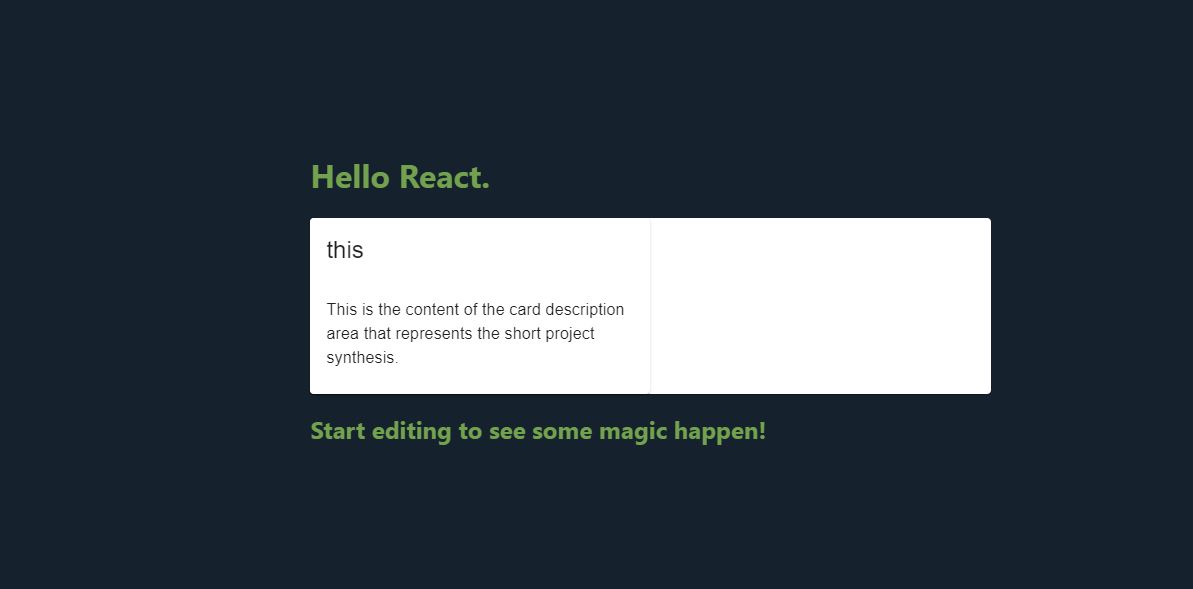 Hello React.
this
This is the content of the card description
area that represents the short project
synthesis.
Start editing to see some magic happen!